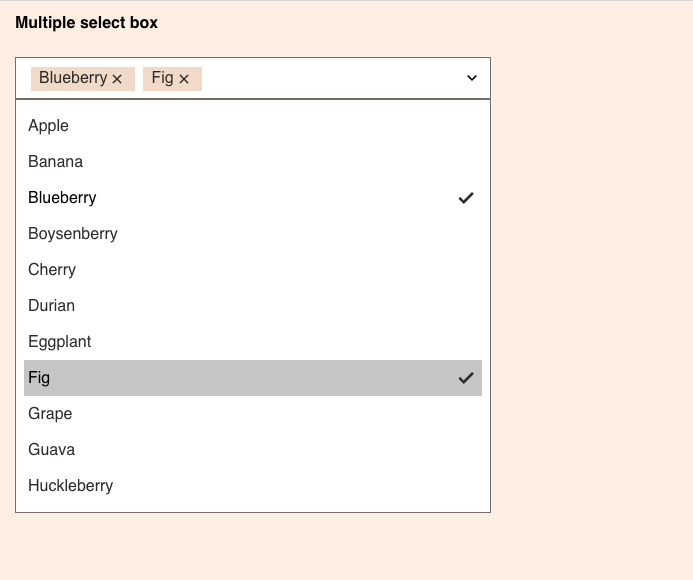 Multiple select box
Blueberry Fig
Apple
Banana
Blueberry
Boysenberry
Cherry
Durian
Eggplant
Fig
Grape
Guava
Huckleberry